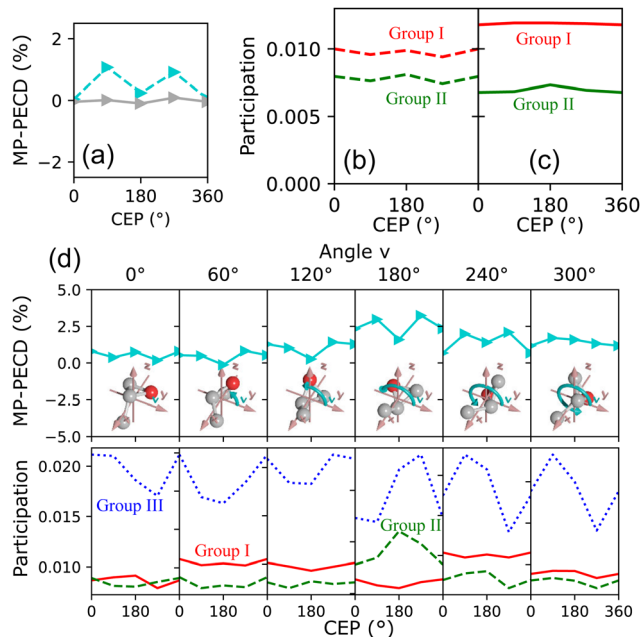 MP-PECD (%)
2
0
−2
(a)
0 180 360
CEP (°)
Participation
0.010
0.005
0.000
Group I
Group II
(b)
Group I
Group II
(c)
0 180 360
CEP (°)
(d)
Angle v
0° 60° 120° 180° 240° 300°
MP-PECD (%)
5.0
2.5
0.0
−2.5
−5.0
z z z z z z
y y y y y y
v v v v v v
x x
Participation
0.020
0.015
0.010
Group III
Group I
Group II
0 180 0 180 0 180 0 180 0 180 0 180 360
CEP (°)